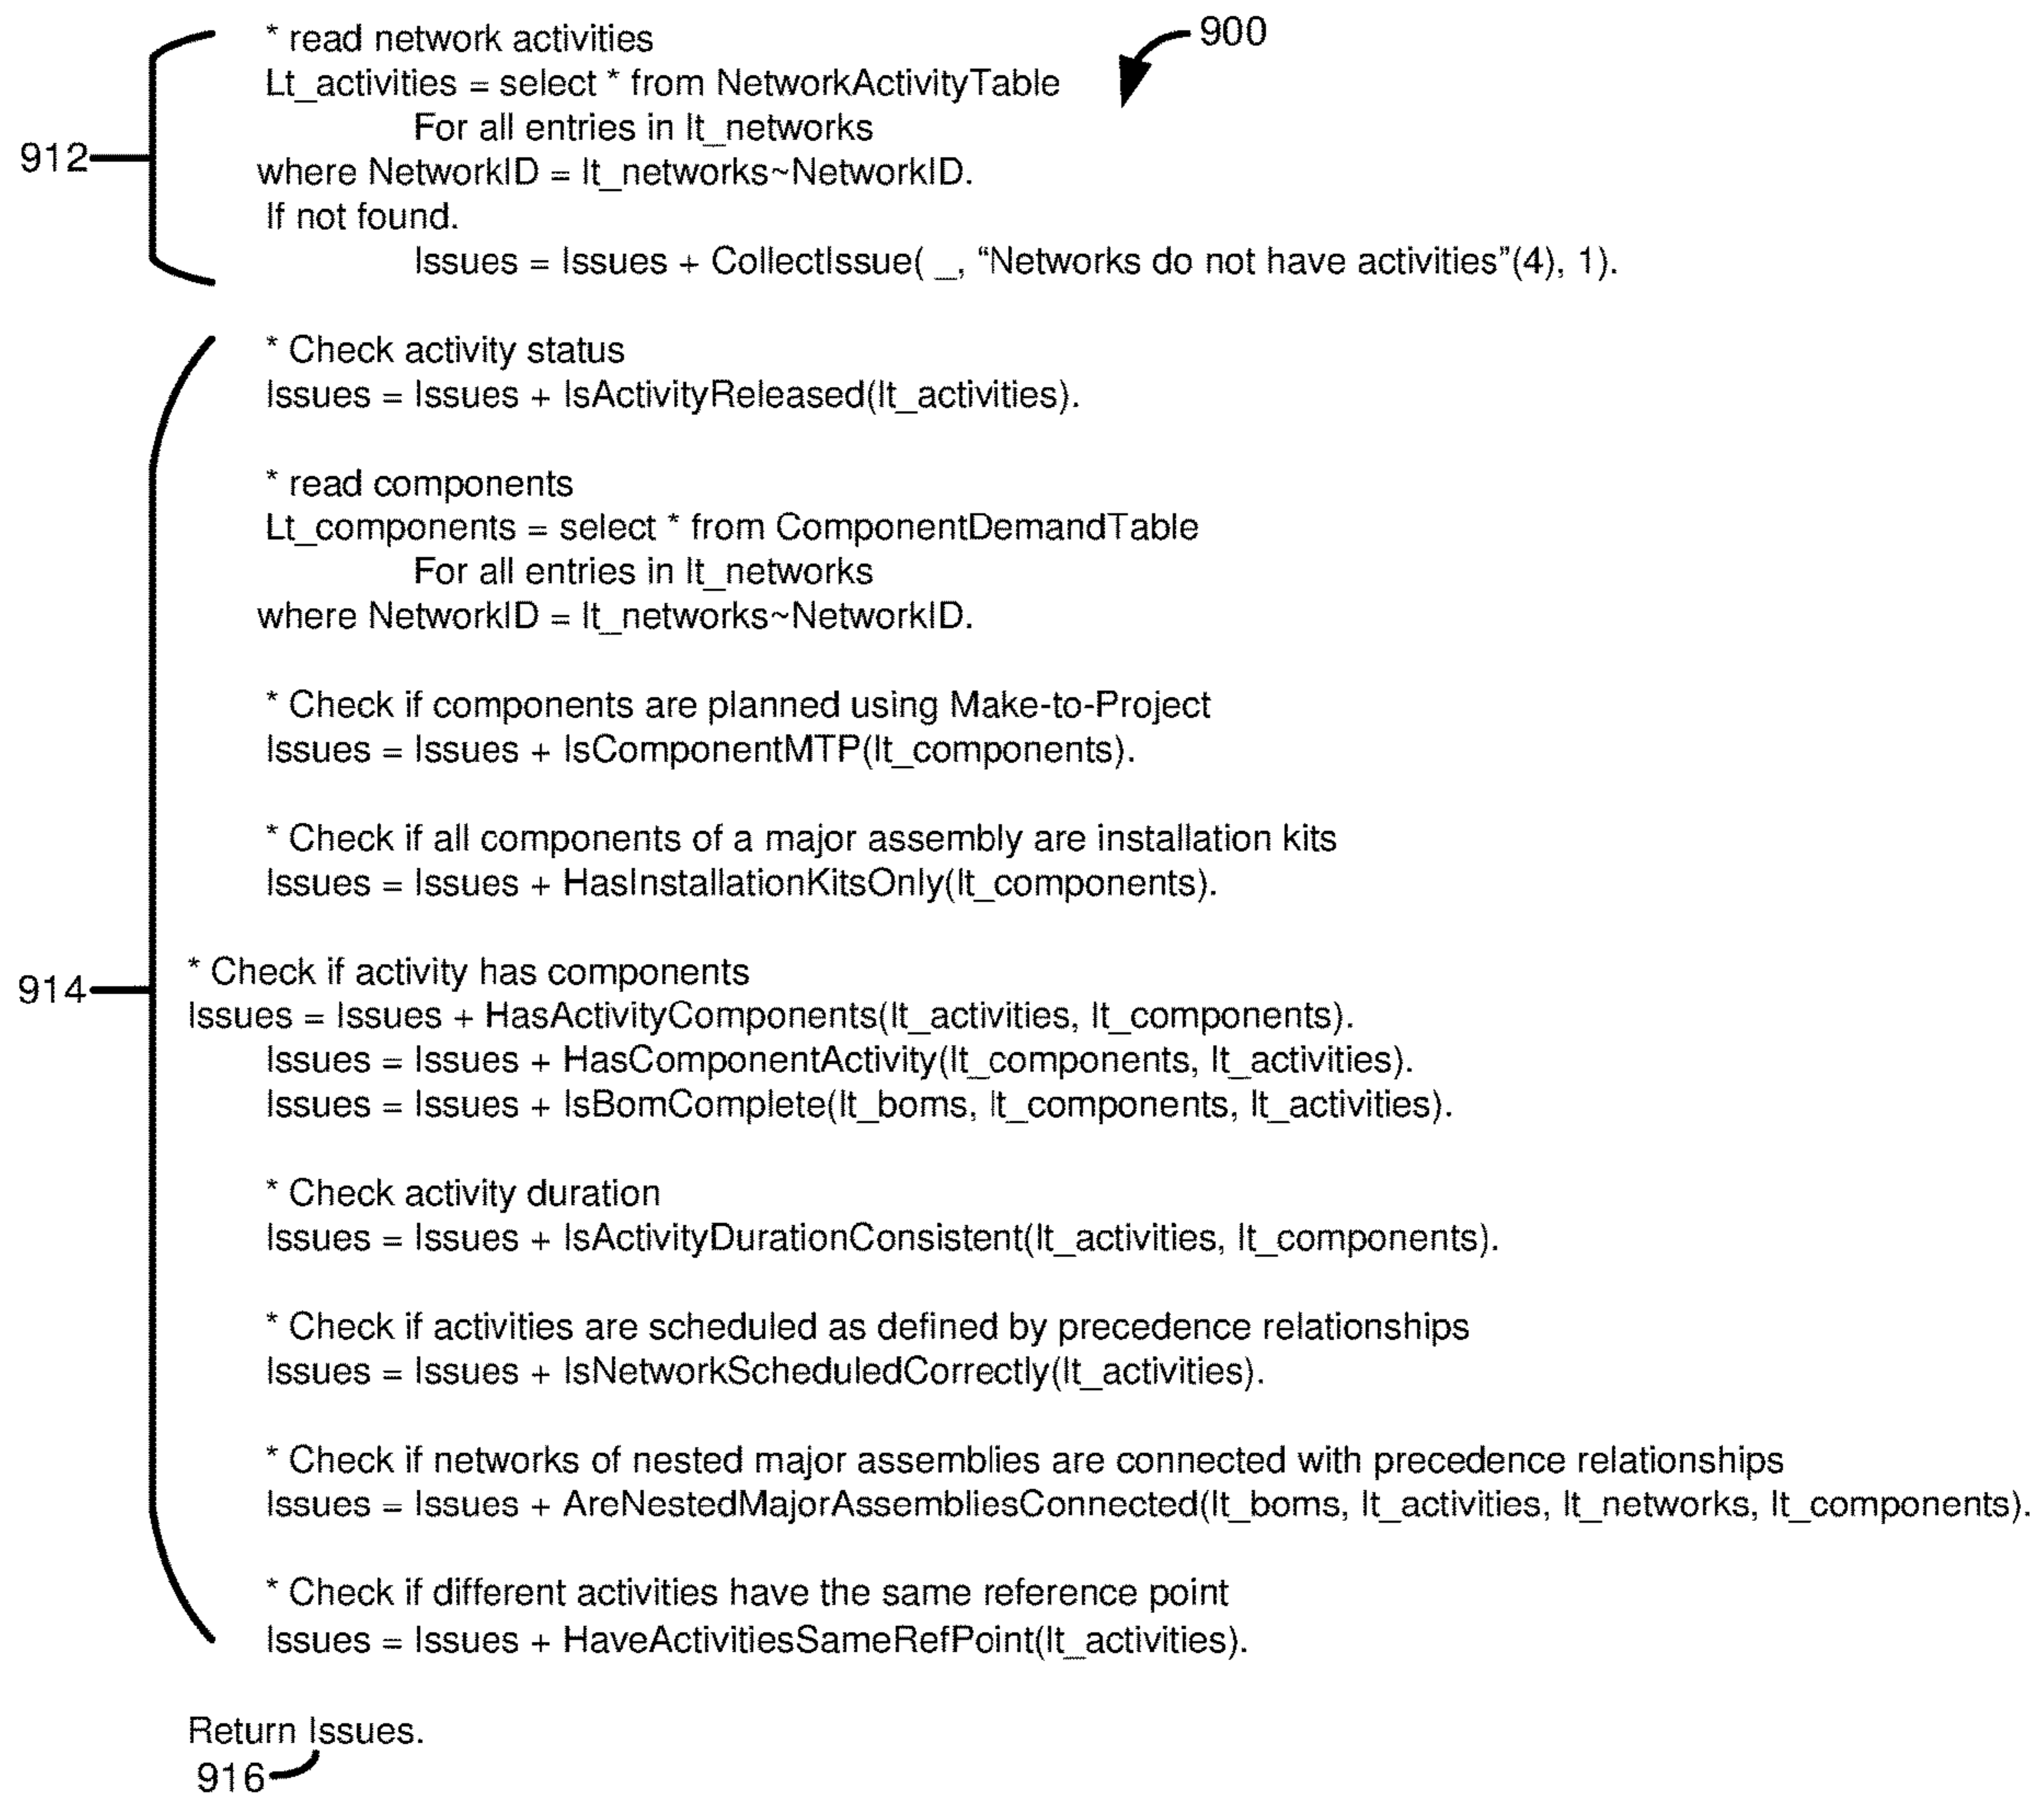 * read network activities
900
Lt_activities = select * from NetworkActivityTable
For all entries in lt_networks
912
where NetworkID = lt_networks~NetworkID.
If not found.
Issues = Issues + CollectIssue( _, “Networks do not have activities”(4), 1).
* Check activity status
Issues = Issues + IsActivityReleased(lt_activities).
* read components
Lt_components = select * from ComponentDemandTable
For all entries in lt_networks
where NetworkID = lt_networks~NetworkID.
* Check if components are planned using Make-to-Project
Issues = Issues + IsComponentMTP(lt_components).
* Check if all components of a major assembly are installation kits
Issues = Issues + HasInstallationKitsOnly(lt_components).
* Check if activity has components
914
Issues = Issues + HasActivityComponents(lt_activities, lt_components).
Issues = Issues + HasComponentActivity(lt_components, lt_activities).
Issues = Issues + IsBomComplete(lt_boms, lt_components, lt_activities).
* Check activity duration
Issues = Issues + IsActivityDurationConsistent(lt_activities, lt_components).
* Check if activities are scheduled as defined by precedence relationships
Issues = Issues + IsNetworkScheduledCorrectly(lt_activities).
* Check if networks of nested major assemblies are connected with precedence relationships
Issues = Issues + AreNestedMajorAssembliesConnected(lt_boms, lt_activities, lt_networks, lt_components).
* Check if different activities have the same reference point
Issues = Issues + HaveActivitiesSameRefPoint(lt_activities).
Return Issues.
916